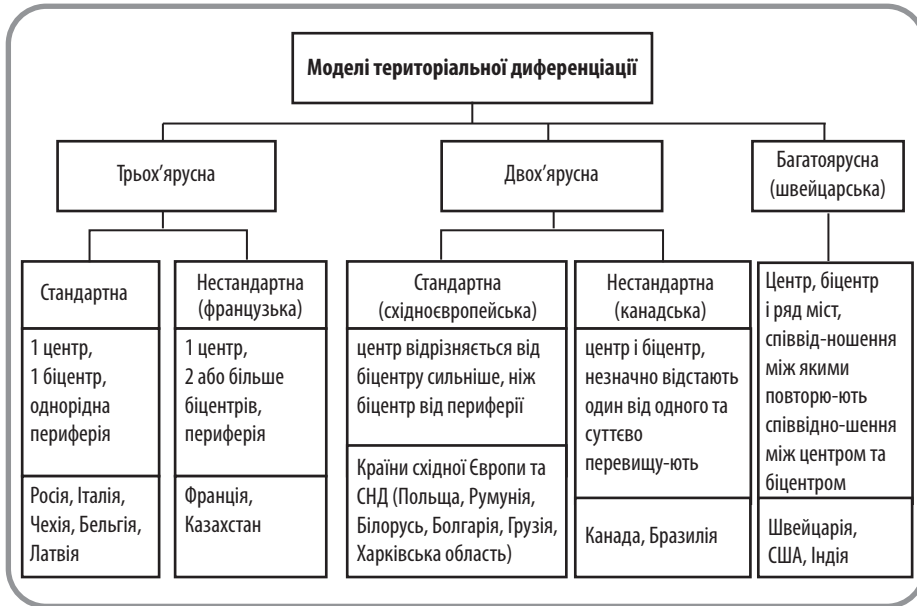 Моделі територіальної диференціації
Трьох’ярусна
Двох’ярусна
Багатоярусна
(швейцарська)
Стандартна
Нестандартна
(французька)
Стандартна
(східноєвропейська)
Нестандартна
(канадська)
Центр, біцентр
і ряд міст,
співвід-ношення
між якими
повторю-ють
співвідно-шення
між центром та
біцентром
1 центр,
1 біцентр,
однорідна
периферія
1 центр,
2 або більше
біцентрів,
периферія
центр відрізняється від
біцентру сильніше, ніж
біцентр від периферії
центр і біцентр,
незначно відстають
один від одного та
суттєво
перевищу-ють
Росія, Італія,
Чехія, Бельгія,
Латвія
Франція,
Казахстан
Країни східної Європи та
СНД (Польща, Румунія,
Білорусь, Болгарія, Грузія,
Харківська область)
Канада, Бразилія
Швейцарія,
США, Індія